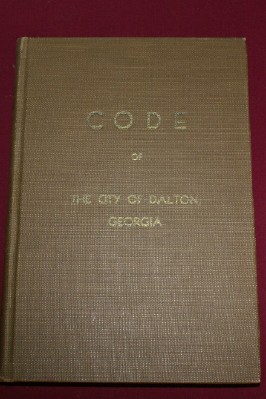 CODE
OF
THE CITY OF DALTON,
GEORGIA